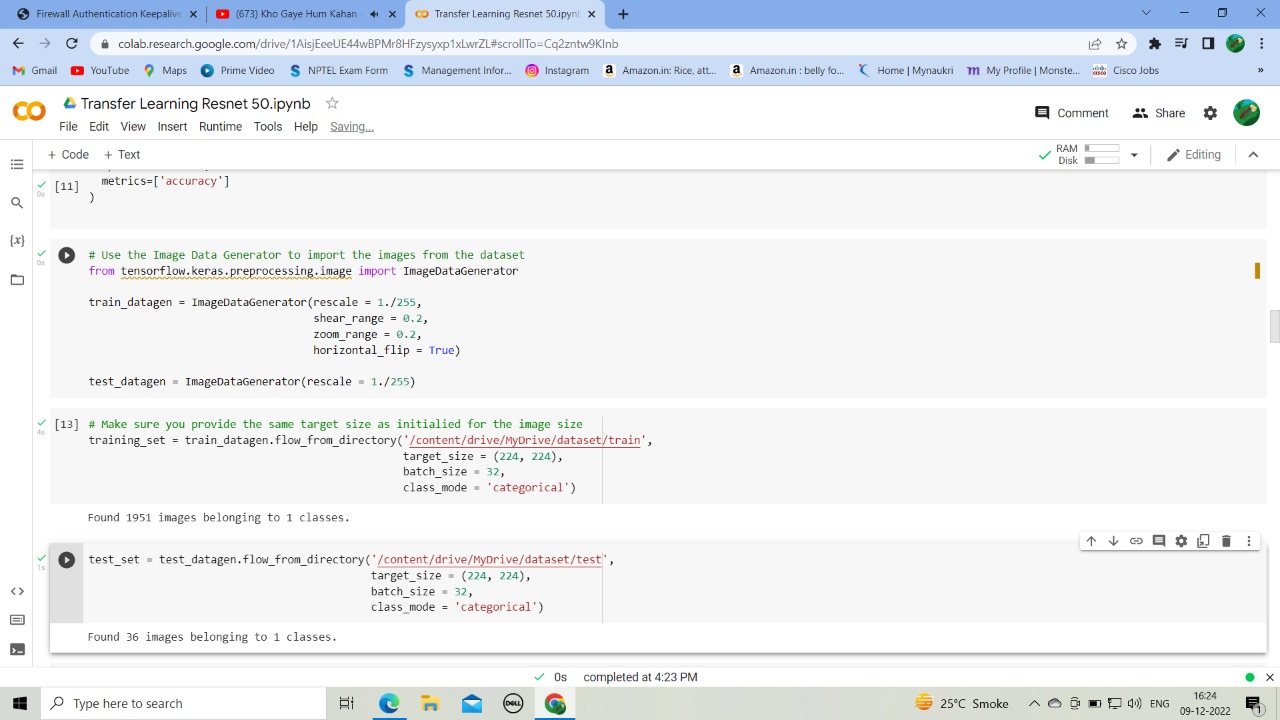 Firewall Authentication Keepalive
(673) Kho Gaye Hum Kahan -
Transfer Learning Resnet 50.ipynb
colab.research.google.com/drive/1AisjEeeUE44wBPMr8HFzysyxp1xLwrZL#scrollTo=Cq2zntw9KInb
Gmail YouTube Maps Prime Video NPTEL Exam Form Management Infor... Instagram Amazon.in: Rice, att... Amazon.in : belly fo... Home | Mynaukri My Profile | Monste... Cisco Jobs »
Transfer Learning Resnet 50.ipynb
Comment Share
File Edit View Insert Runtime Tools Help Saving...
+ Code + Text
RAM
Disk
Editing
[11] metrics=['accuracy']
0s
)
# Use the Image Data Generator to import the images from the dataset
0s
from tensorflow.keras.preprocessing.image import ImageDataGenerator
train_datagen = ImageDataGenerator(rescale = 1./255,
shear_range = 0.2,
zoom_range = 0.2,
horizontal_flip = True)
test_datagen = ImageDataGenerator(rescale = 1./255)
[13] # Make sure you provide the same target size as initialied for the image size
4s
training_set = train_datagen.flow_from_directory('/content/drive/MyDrive/dataset/train',
target_size = (224, 224),
batch_size = 32,
class_mode = 'categorical')
Found 1951 images belonging to 1 classes.
test_set = test_datagen.flow_from_directory('/content/drive/MyDrive/dataset/test',
1s
target_size = (224, 224),
batch_size = 32,
class_mode = 'categorical')
Found 36 images belonging to 1 classes.
0s completed at 4:23 PM
Type here to search
DELL
25°C Smoke
ENG
16:24
09-12-2022
1